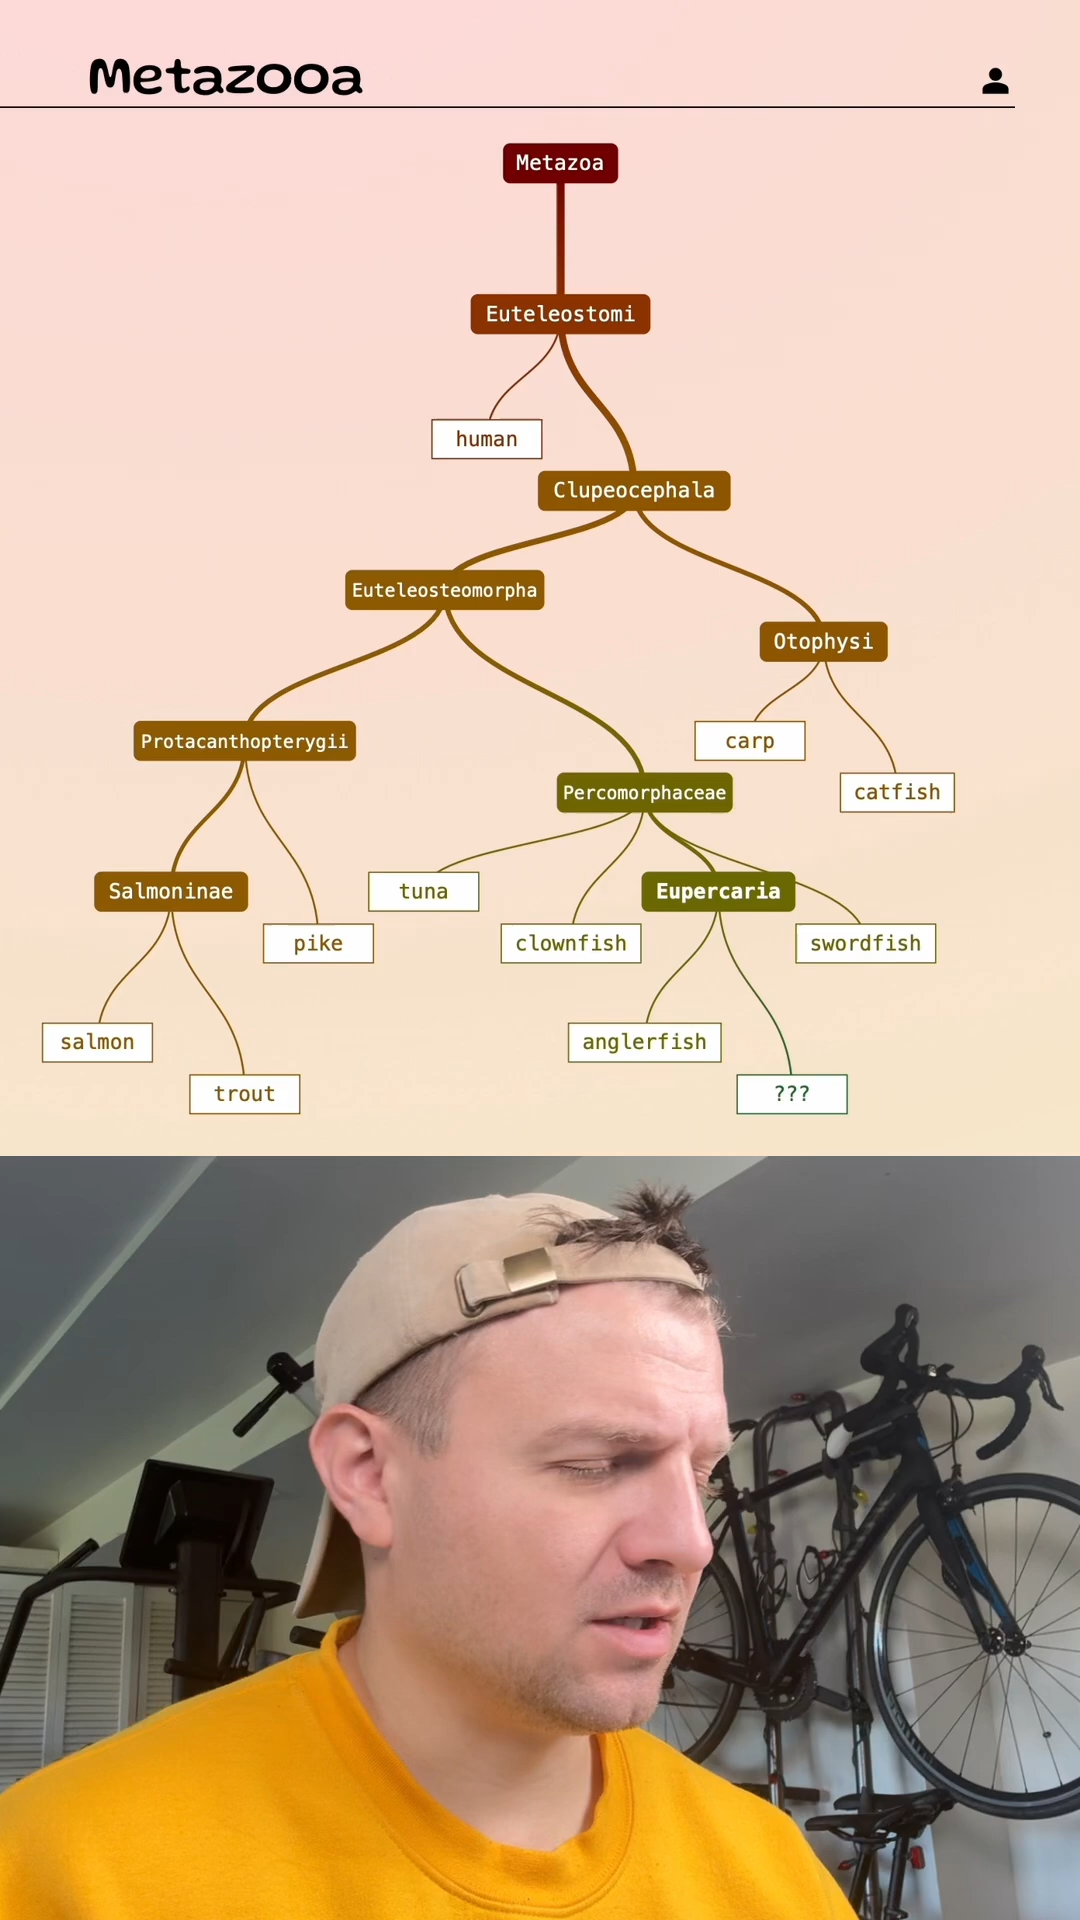 Metazooa
Metazoa
Euteleostomi
human
Clupeocephala
Euteleosteomorpha
Otophysi
carp
Protacanthopterygii
Percomorphaceae
catfish
Salmoninae
tuna
Eupercaria
pike
clownfish
swordfish
salmon
anglerfish
trout
???